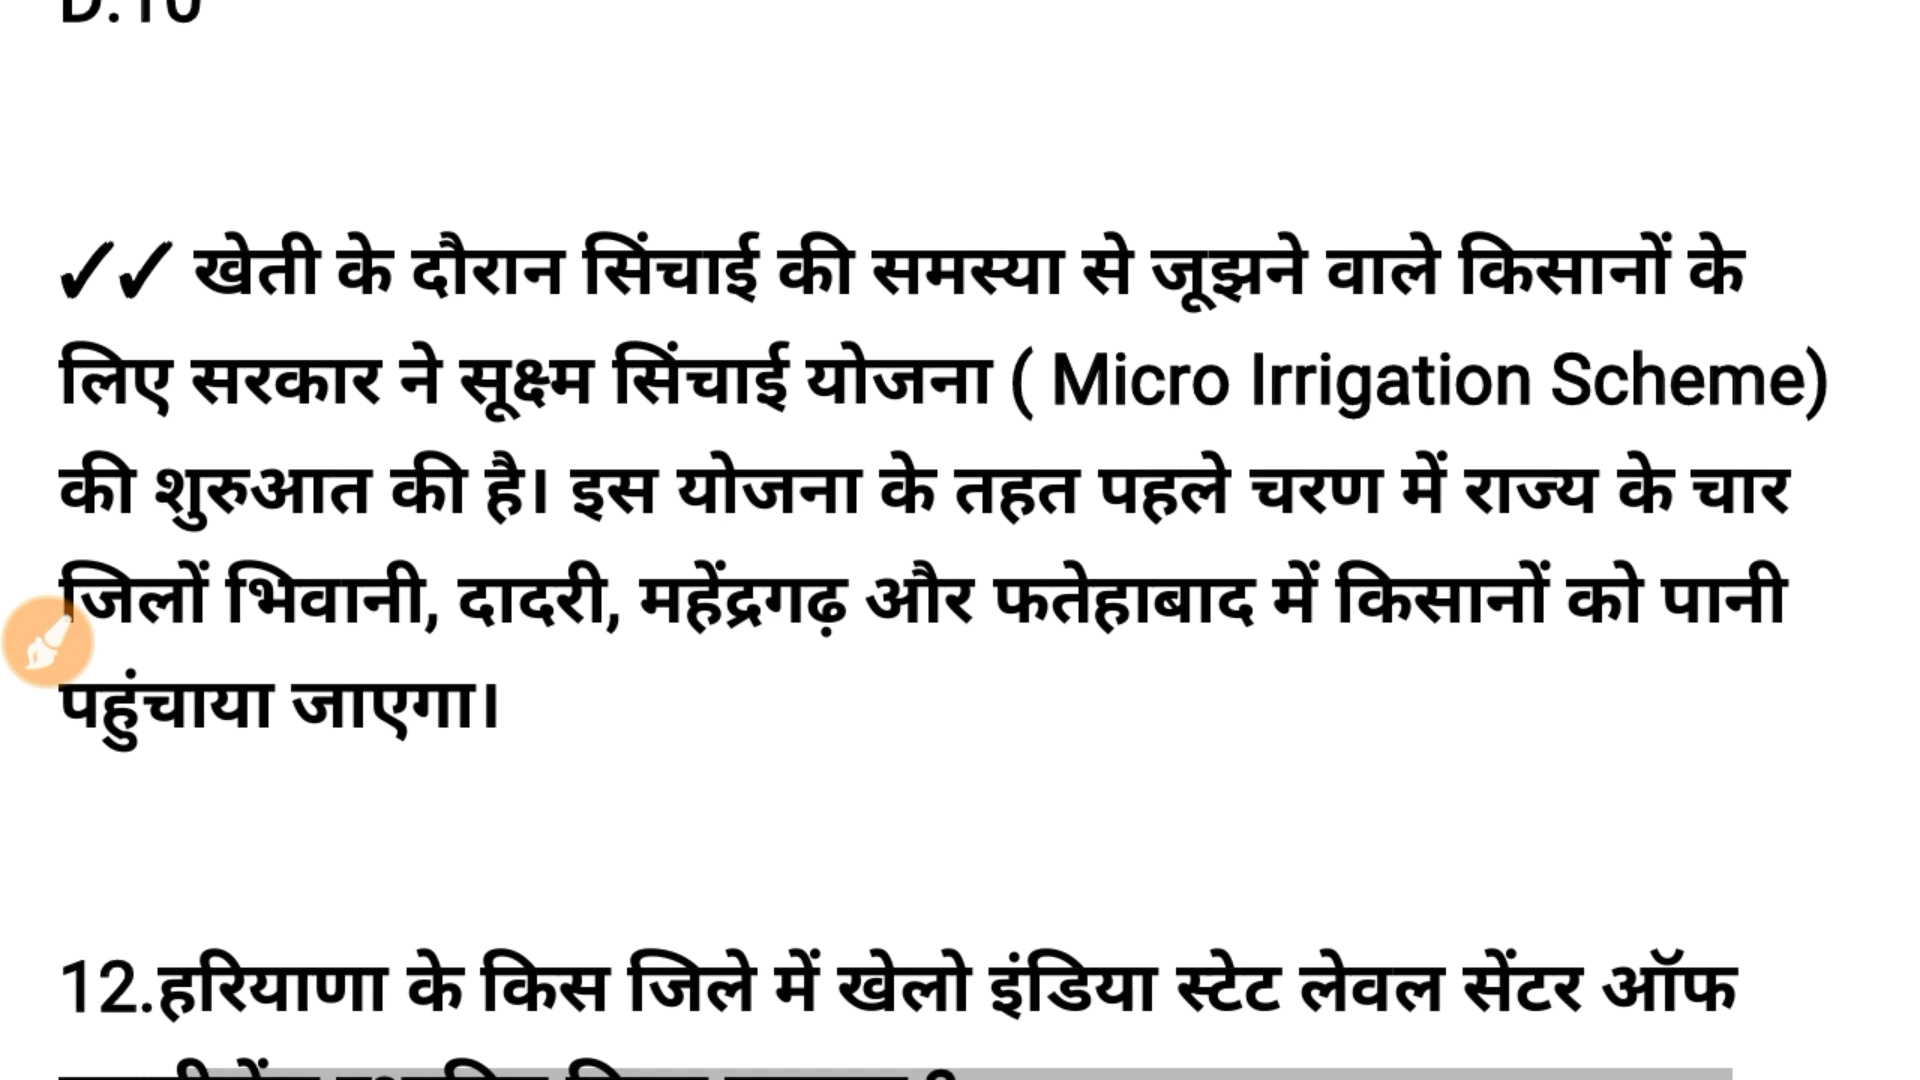 D.10
✓✓ खेती के दौरान सिंचाई की समस्या से जूझने वाले किसानों के
लिए सरकार ने सूक्ष्म सिंचाई योजना ( Micro Irrigation Scheme)
की शुरुआत की है। इस योजना के तहत पहले चरण में राज्य के चार
जिलों भिवानी, दादरी, महेंद्रगढ़ और फतेहाबाद में किसानों को पानी
पहुंचाया जाएगा।
12.हरियाणा के किस जिले में खेलो इंडिया स्टेट लेवल सेंटर ऑफ